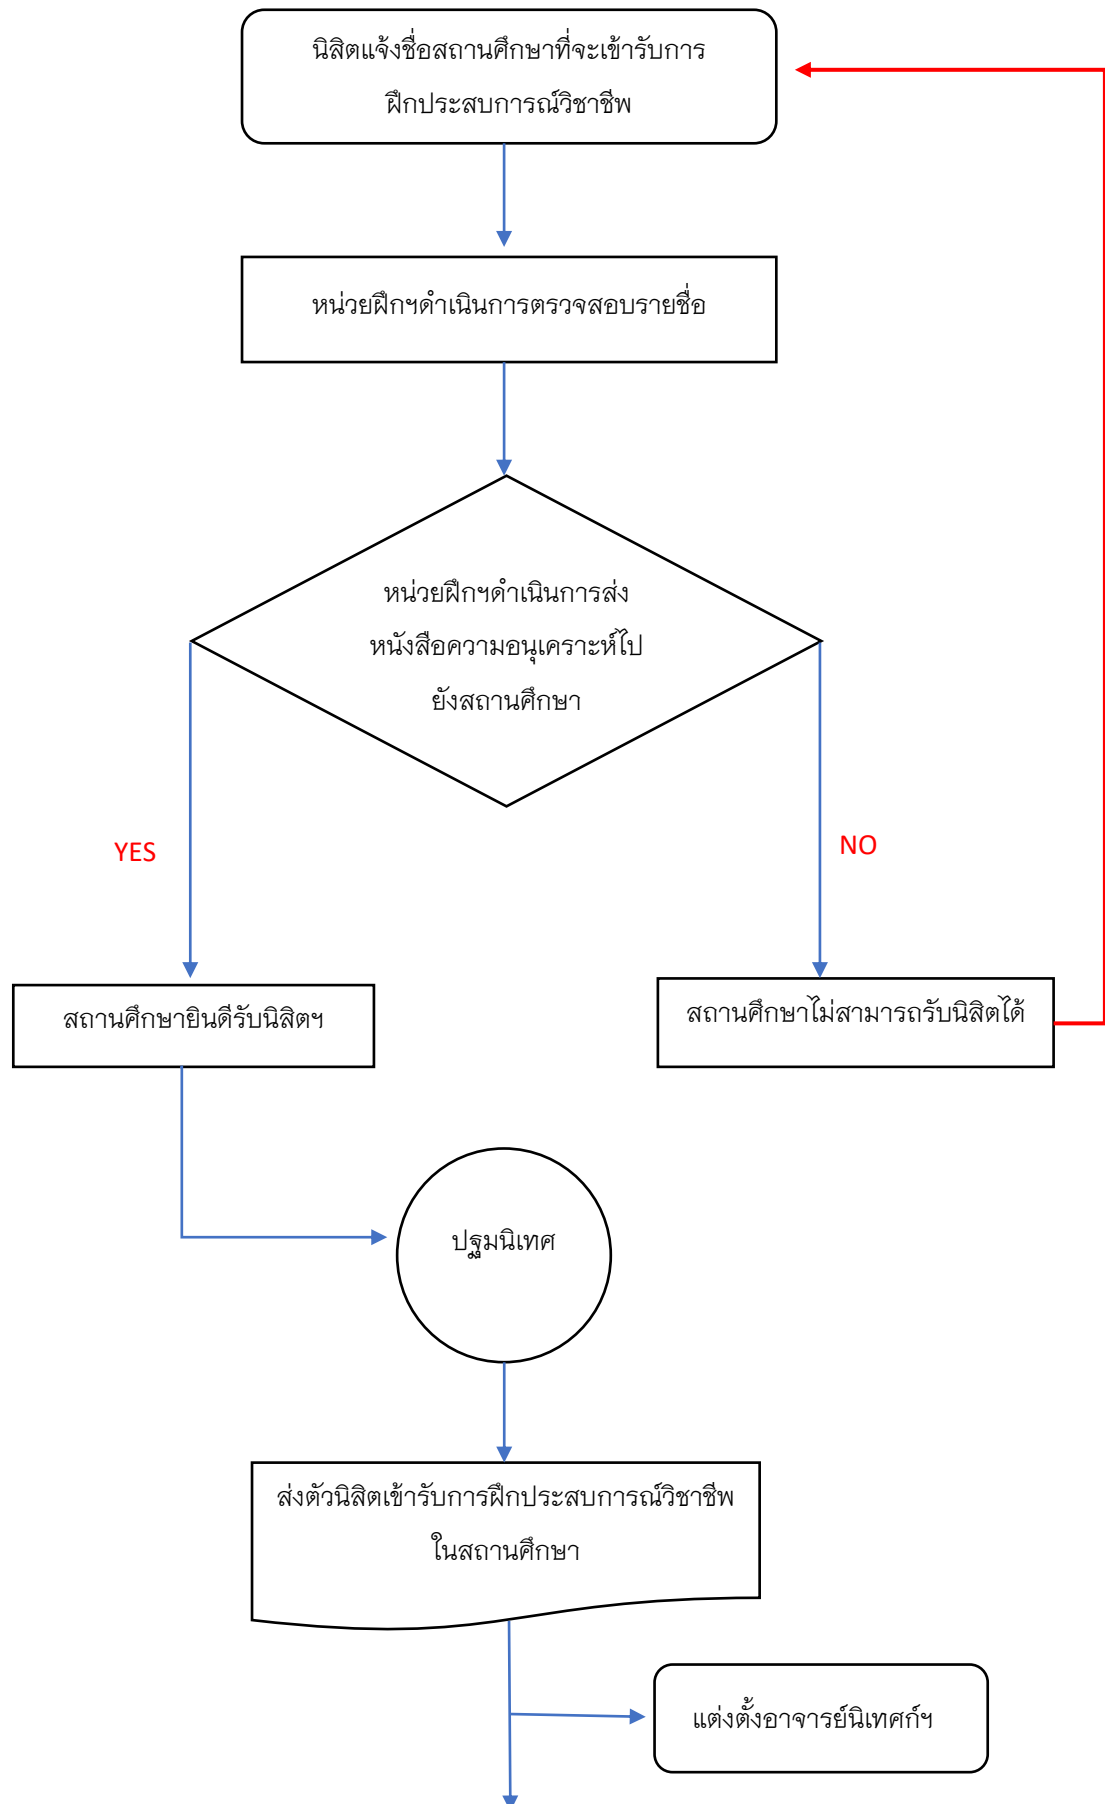 นิสิตแจ้งชื่อสถานศึกษาที่จะเข้ารับการ
ฝึกประสบการณ์วิชาชีพ
หน่วยฝึกฯดำเนินการตรวจสอบรายชื่อ
หน่วยฝึกฯดำเนินการส่ง
หนังสือความอนุเคราะห์ไป
ยังสถานศึกษา
YES
NO
สถานศึกษายินดีรับนิสิตฯ
สถานศึกษาไม่สามารถรับนิสิตได้
ปฐมนิเทศ
ส่งตัวนิสิตเข้ารับการฝึกประสบการณ์วิชาชีพ
ในสถานศึกษา
แต่งตั้งอาจารย์นิเทศก์ฯ